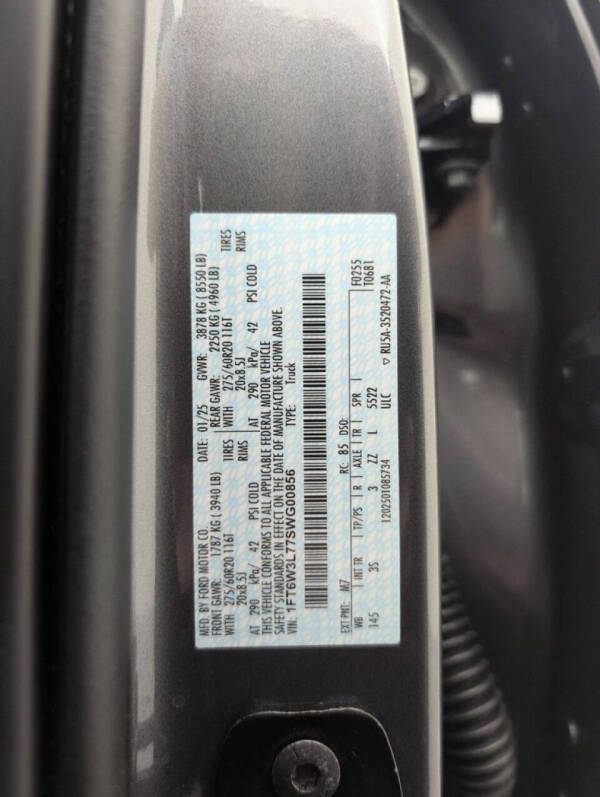 MFD. BY FORD MOTOR CO. DATE: 01/25 GVWR: 3878 KG ( 8550 LB)
FRONT GAWR: 1787 KG ( 3940 LB) REAR GAWR: 2250 KG ( 4960 LB)
WITH 275/60R20 116T TIRES WITH 275/60R20 116T TIRES
20x8.5J RIMS 20x8.5J RIMS
AT 290 kPa/ 42 PSI COLD AT 290 kPa/ 42 PSI COLD
THIS VEHICLE CONFORMS TO ALL APPLICABLE FEDERAL MOTOR VEHICLE
SAFETY STANDARDS IN EFFECT ON THE DATE OF MANUFACTURE SHOWN ABOVE.
VIN: 1FT6W3L77SWG00856 TYPE: Truck
EXT PNT: M7 RC: B5 DSO: F0255
WB INT TR TP/PS R AXLE TR SPR T0681
145 3S 3 ZZ L 5522
1202501085734 ULC ▽ RU5A-3520472-AA